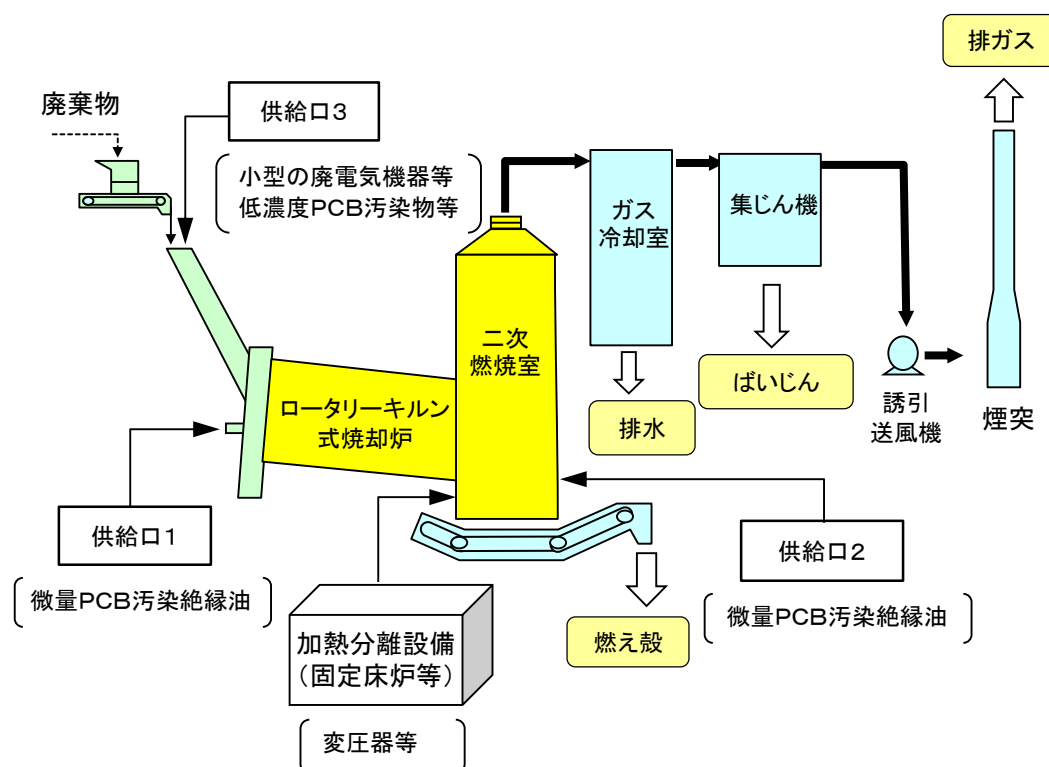 排ガス
廃棄物
供給口3
小型の廃電気機器等
低濃度PCB汚染物等
ガス
冷却室
集じん機
二次
燃焼室
ロータリーキルン
式焼却炉
ばいじん
排水
誘引
送風機
煙突
供給口1
微量PCB汚染絶縁油
供給口2
微量PCB汚染絶縁油
加熱分離設備
(固定床炉等)
変圧器等
燃え殻